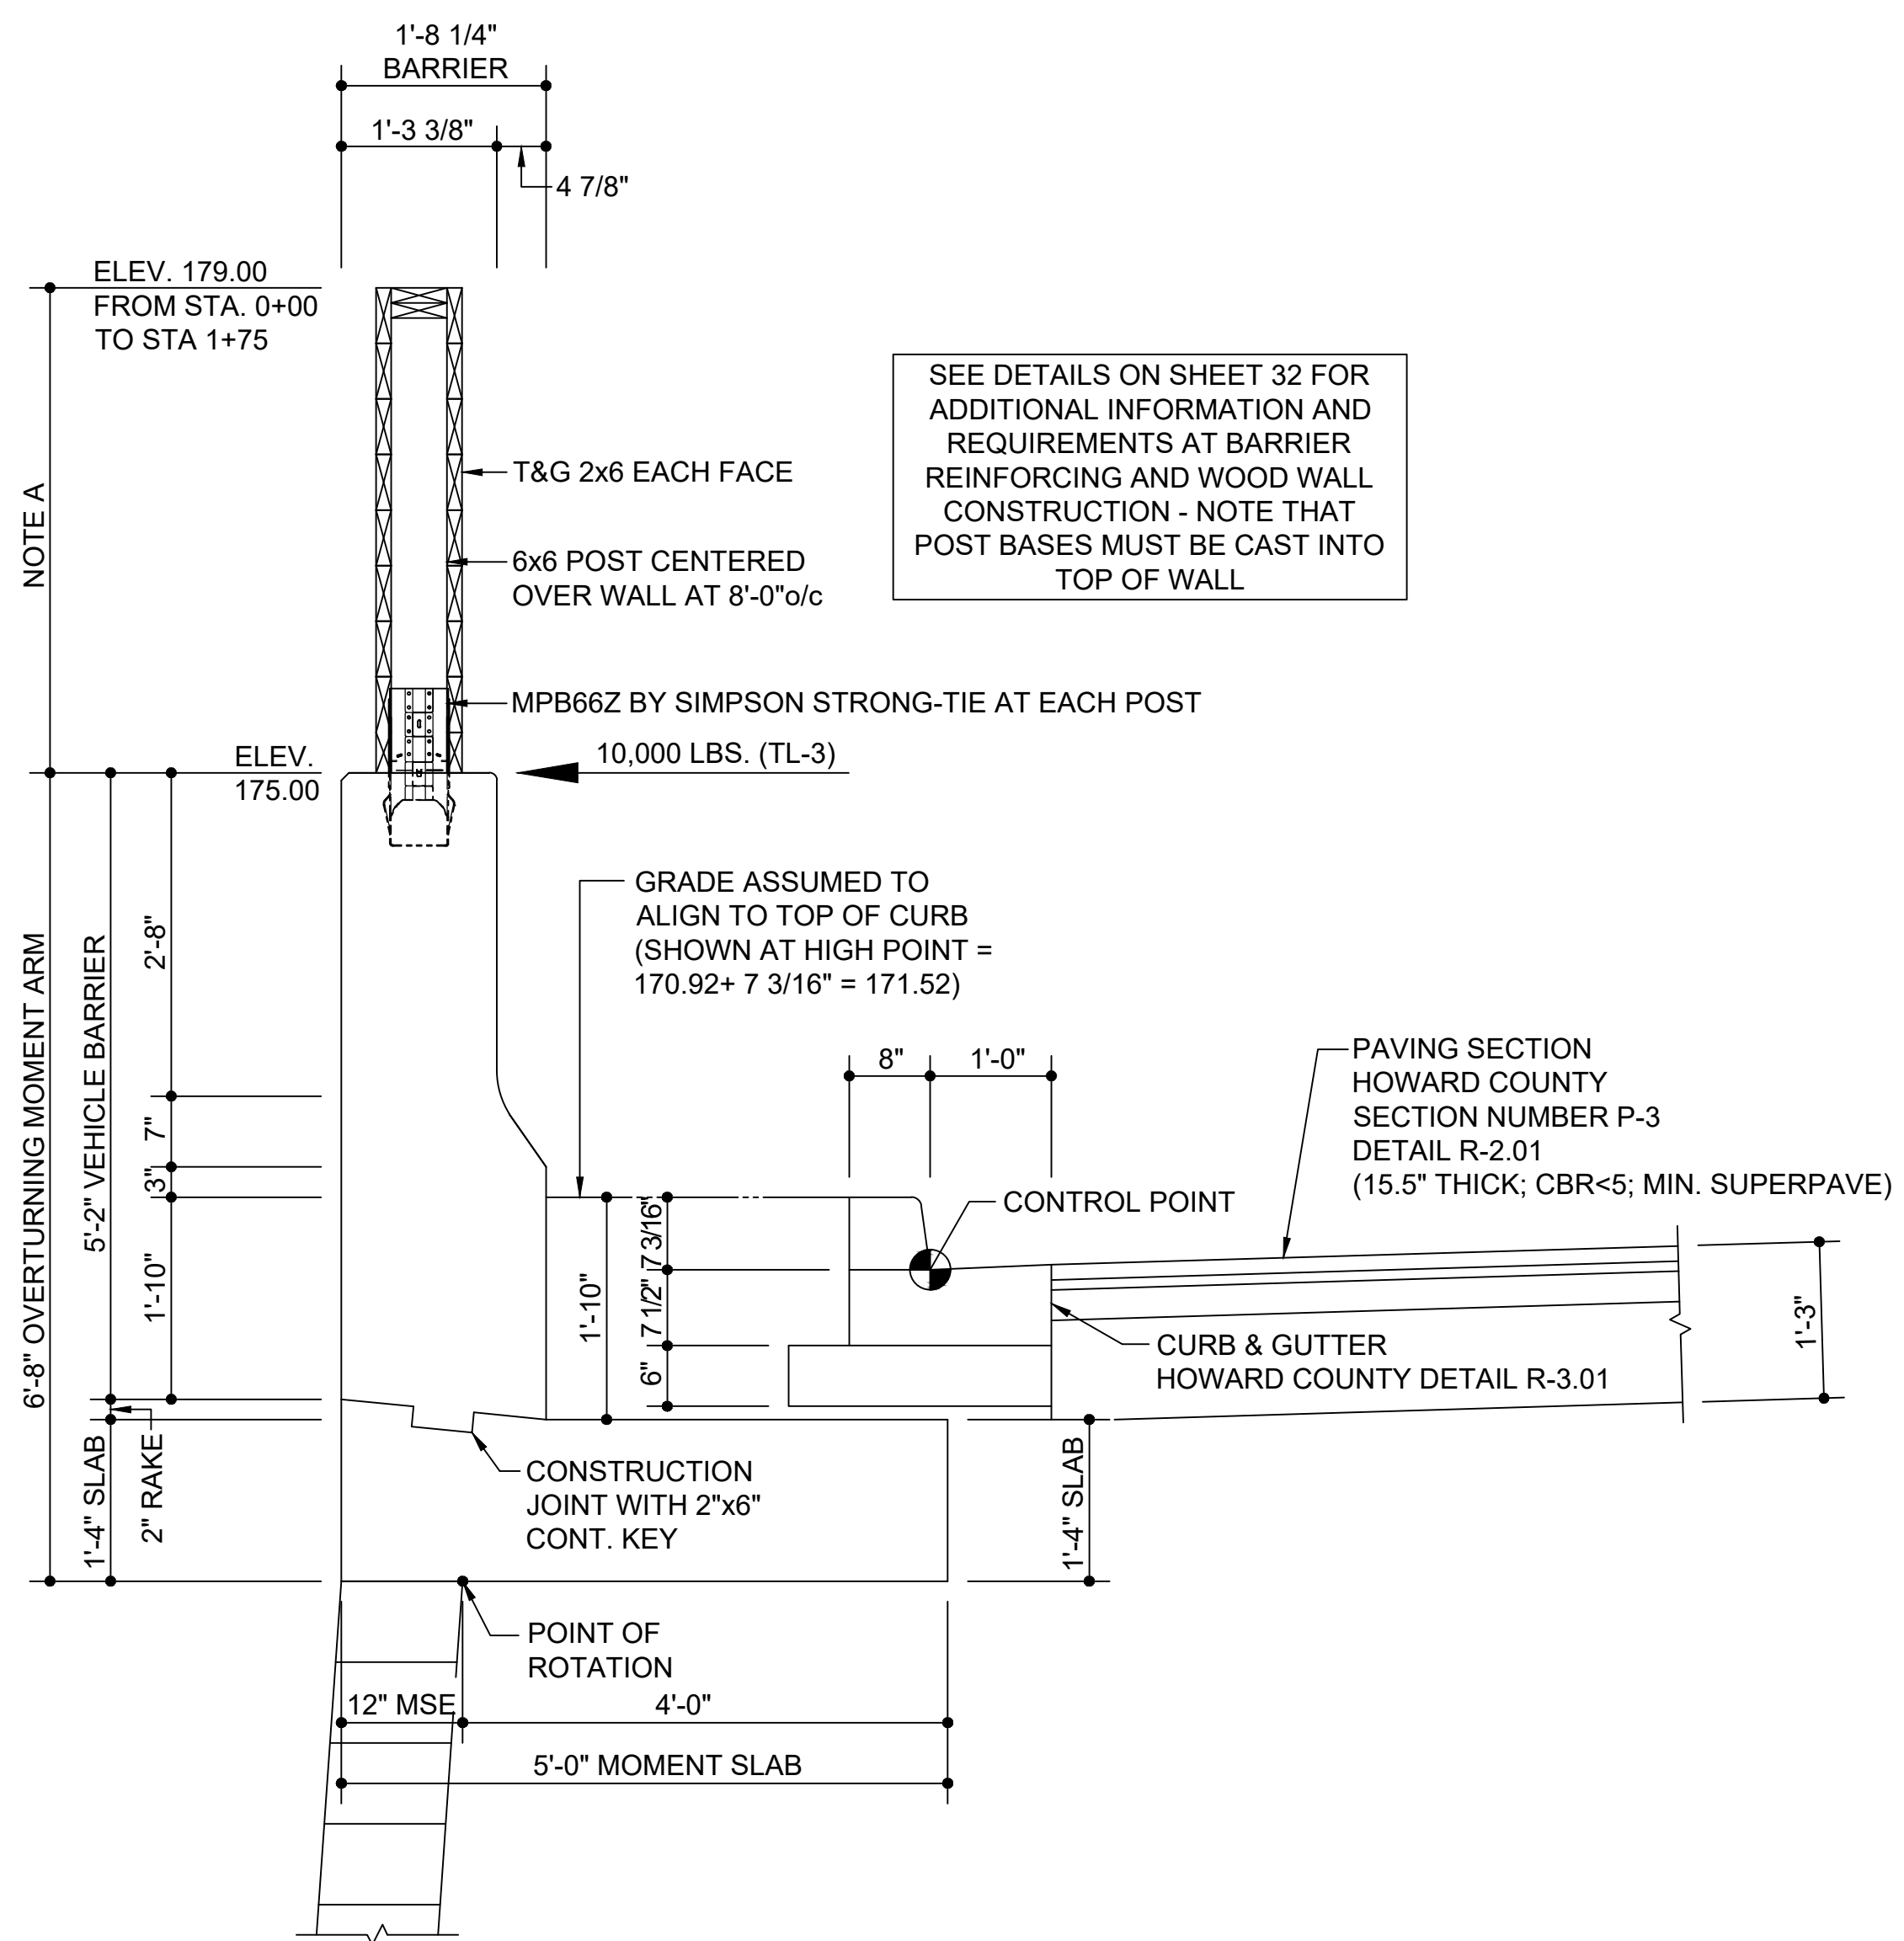 1'-8 1/4"
BARRIER
1'-3 3/8"
4 7/8"
ELEV. 179.00
FROM STA. 0+00
TO STA 1+75
SEE DETAILS ON SHEET 32 FOR
ADDITIONAL INFORMATION AND
REQUIREMENTS AT BARRIER
REINFORCING AND WOOD WALL
CONSTRUCTION - NOTE THAT
POST BASES MUST BE CAST INTO
TOP OF WALL
T&G 2x6 EACH FACE
NOTE A
6x6 POST CENTERED
OVER WALL AT 8'-0"o/c
MPB66Z BY SIMPSON STRONG-TIE AT EACH POST
ELEV.
175.00
10,000 LBS. (TL-3)
GRADE ASSUMED TO
ALIGN TO TOP OF CURB
(SHOWN AT HIGH POINT =
170.92+ 7 3/16" = 171.52)
6'-8" OVERTURNING MOMENT ARM
5'-2" VEHICLE BARRIER
2'-8"
7"
3"
1'-10"
8"
1'-0"
PAVING SECTION
HOWARD COUNTY
SECTION NUMBER P-3
DETAIL R-2.01
(15.5" THICK; CBR<5; MIN. SUPERPAVE)
CONTROL POINT
1'-10"
7 3/16"
7 1/2"
6"
1'-3"
CURB & GUTTER
HOWARD COUNTY DETAIL R-3.01
1'-4" SLAB
2" RAKE
CONSTRUCTION
JOINT WITH 2"x6"
CONT. KEY
1'-4" SLAB
POINT OF
ROTATION
12" MSE
4'-0"
5'-0" MOMENT SLAB